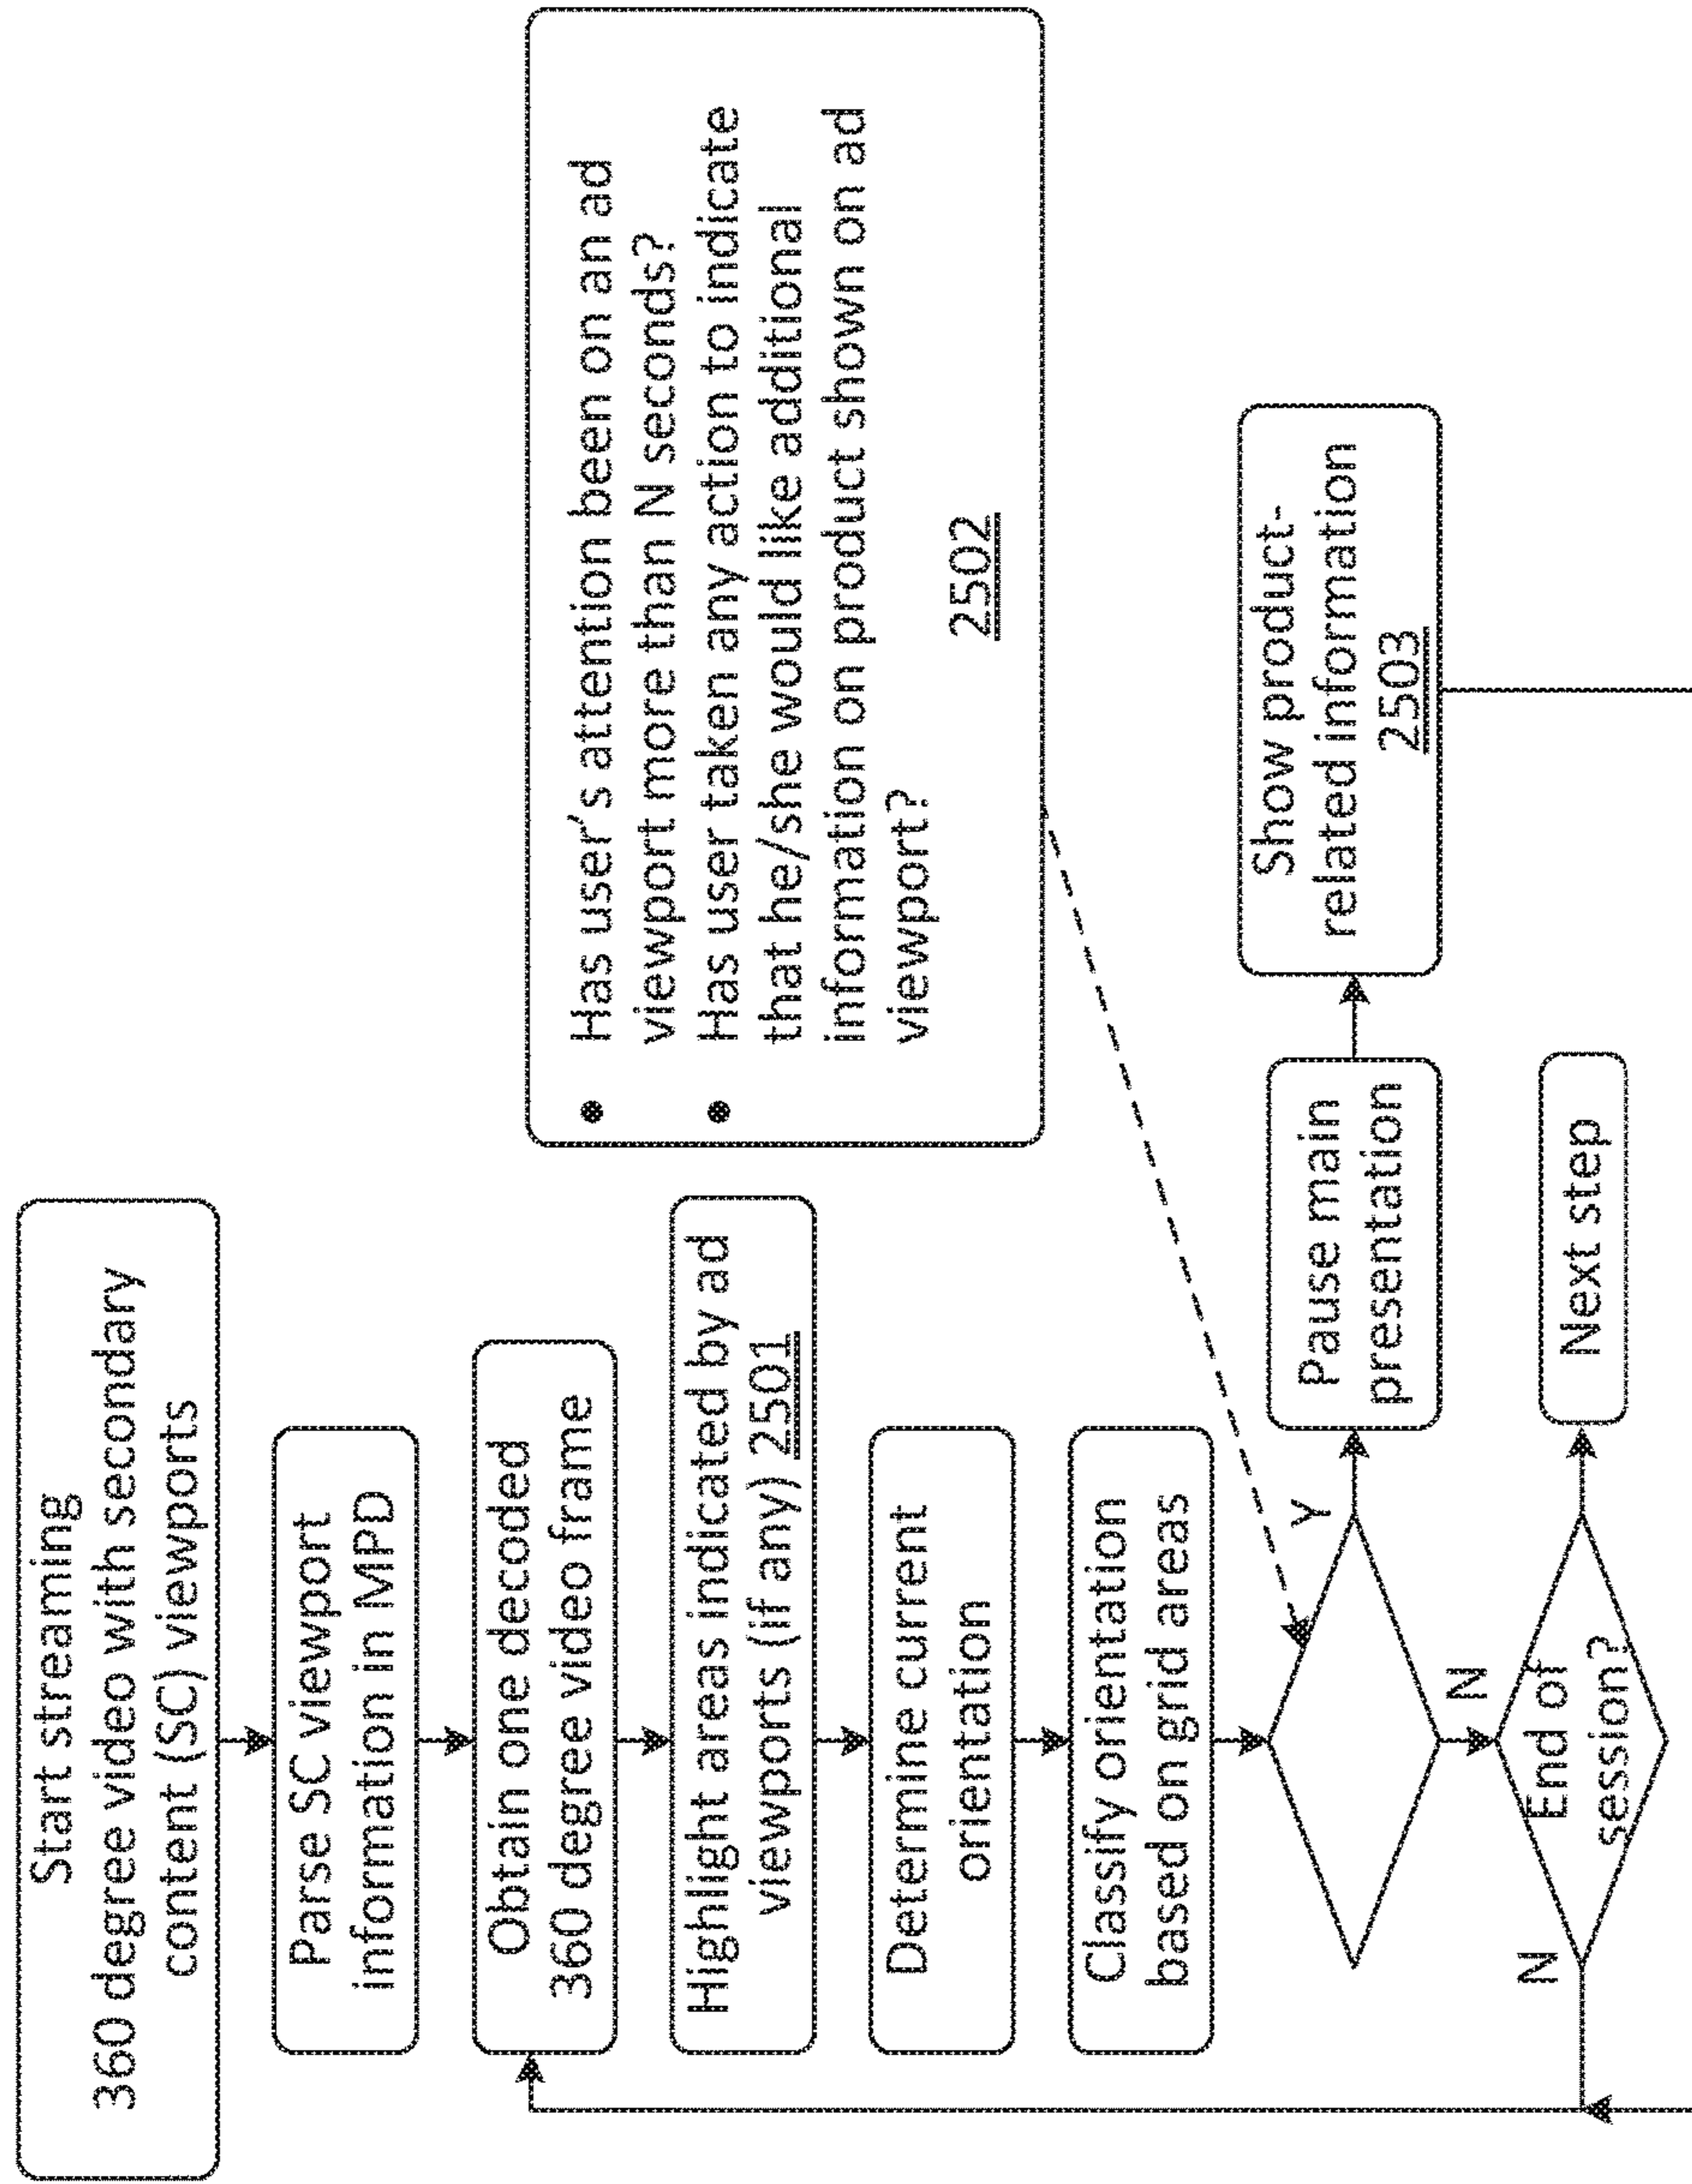 Start streaming
360 degree video with secondary
content (SC) viewports
Parse SC viewport
information in MPD
Obtain one decoded
360 degree video frame
Highlight areas indicated by ad
viewports (if any) 2501
Determine current
orientation
Classify orientation
based on grid areas
• Has user's attention been on an ad
viewport more than N seconds?
• Has user taken any action to indicate
that he/she would like additional
information on product shown on ad
viewport?
2502
Y
Pause main
presentation
Show product-
related information
2503
N
End of
session?
N
Next step